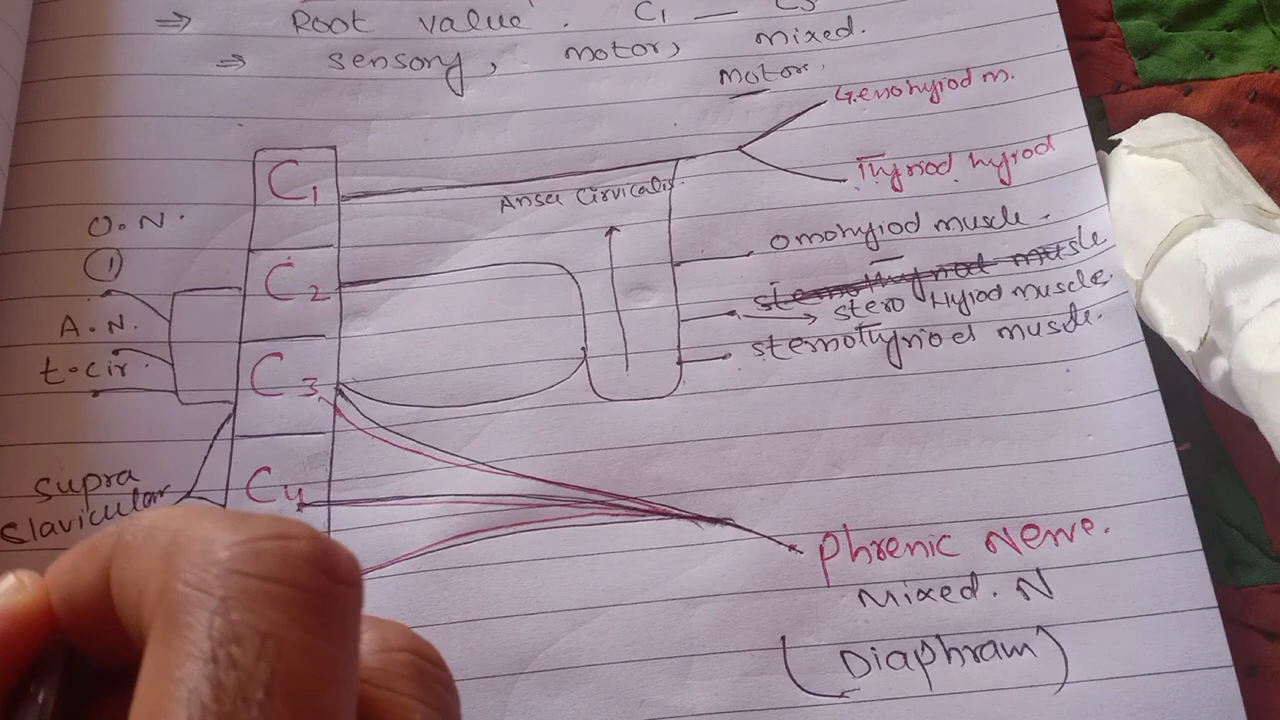 ⇒ Root value. C1 — C5
⇒ sensory, motor, mixed.
motor.
Genohyiod m.
Thyriod hyrod
C1
Ansa Cirvicalis.
O.N.
①
omohyiod muscle.
C2
A.N.
stero Hyiod muscle.
sternothyriod muscle.
t.cir.
C3
supra
Clavicular
C4
Phrenic Nerve.
Mixed. N
(Diaphram)